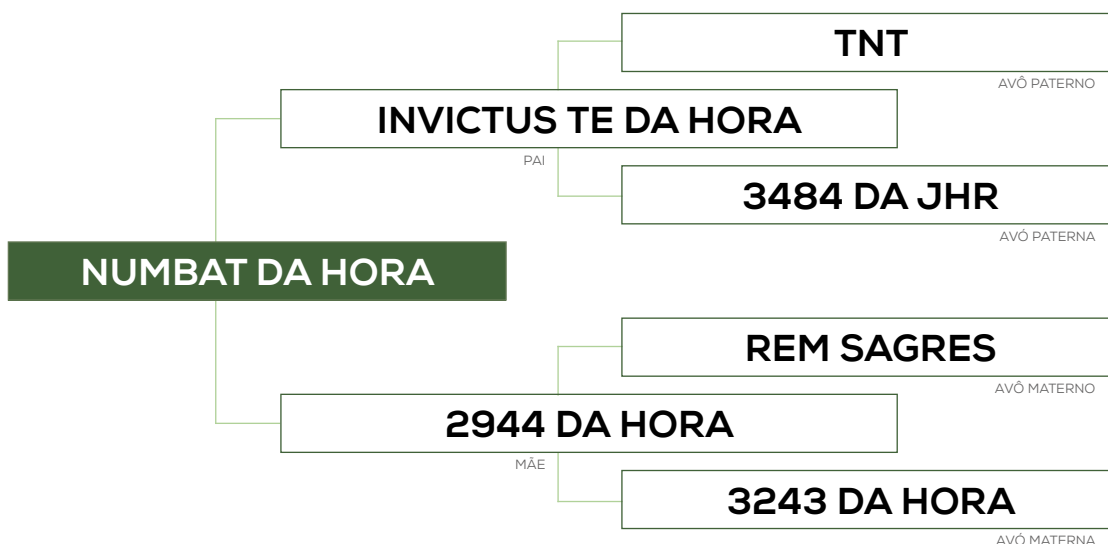 TNT
AVÔ PATERNO
INVICTUS TE DA HORA
PAI
3484 DA JHR
AVÓ PATERNA
NUMBAT DA HORA
REM SAGRES
AVÔ MATERNO
2944 DA HORA
MÃE
3243 DA HORA
AVÓ MATERNA